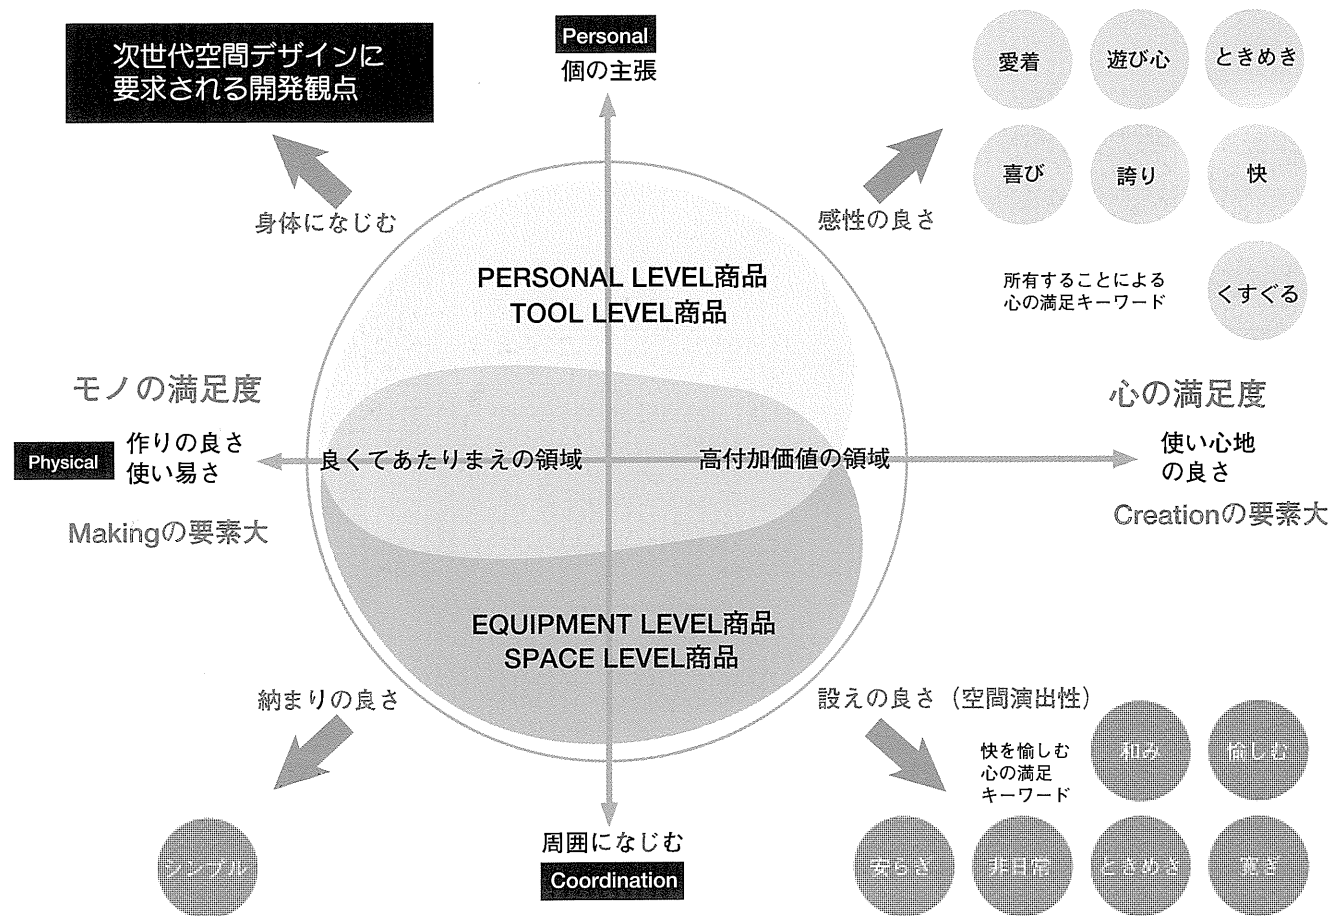 次世代空間デザインに
要求される開発観点
Personal
個の主張
愛着
遊び心
ときめき
喜び
誇り
快
所有することによる
心の満足キーワード
くすぐる
身体になじむ
感性の良さ
PERSONAL LEVEL商品
TOOL LEVEL商品
モノの満足度
Physical
作りの良さ
使い易さ
Makingの要素大
良くてあたりまえの領域
高付加価値の領域
心の満足度
使い心地
の良さ
Creationの要素大
EQUIPMENT LEVEL商品
SPACE LEVEL商品
納まりの良さ
設えの良さ（空間演出性）
快を愉しむ
心の満足
キーワード
和み
愉しむ
シンプル
周囲になじむ
Coordination
安らぎ
非日常
ときめき
寛ぎ